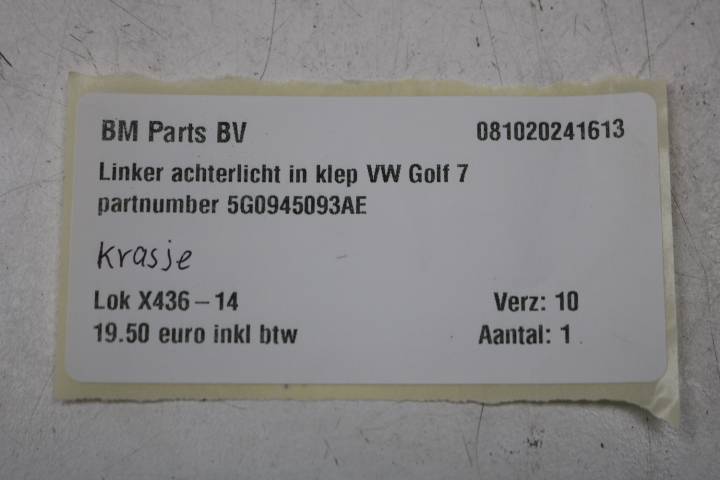 BM Parts BV 081020241613
Linker achterlicht in klep VW Golf 7
partnumber 5G0945093AE
krasje
Lok X436-14 Verz: 10
19.50 euro inkl btw Aantal: 1